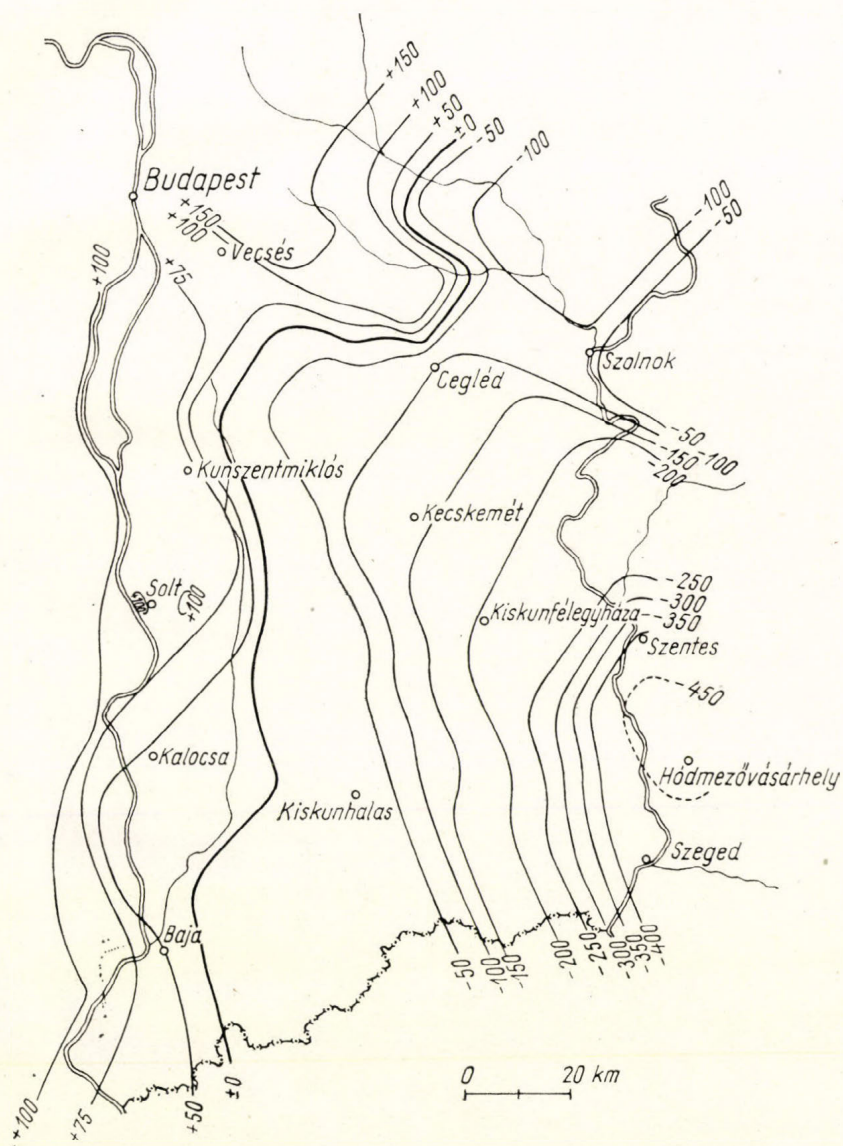 +150
+100
+50
+0
-50
-100
-100
-50
Budapest
+150
+100
Vecsés
+100
+75
Szolnok
Cegléd
-50
-100
-150
-200
Kunszentmiklós
Kecskemét
-250
-300
-350
Solt
+100
Kiskunfélegyháza
Szentes
450
Kalocsa
Hódmezővásárhely
Kiskunhalas
Szeged
Baja
-50
-100
-150
-200
-250
-300
-350
-400
+100
+75
+50
±0
0 20 km